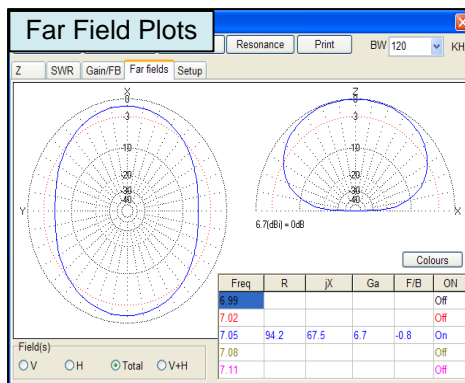 Far Field Plots
Resonance Print BW 120 KH
Z SWR Gain/FB Far fields Setup
X Z
0 0
-3 -3
-10 -10
-20 -20
-30 -30
-40 -40
Y X
6.7(dBi) = 0dB
Colours
Freq R jX Ga F/B ON
6.99 Off
7.02 Off
7.05 94.2 67.5 6.7 -0.8 On
7.08 Off
7.11 Off
Field(s)
V H Total V+H